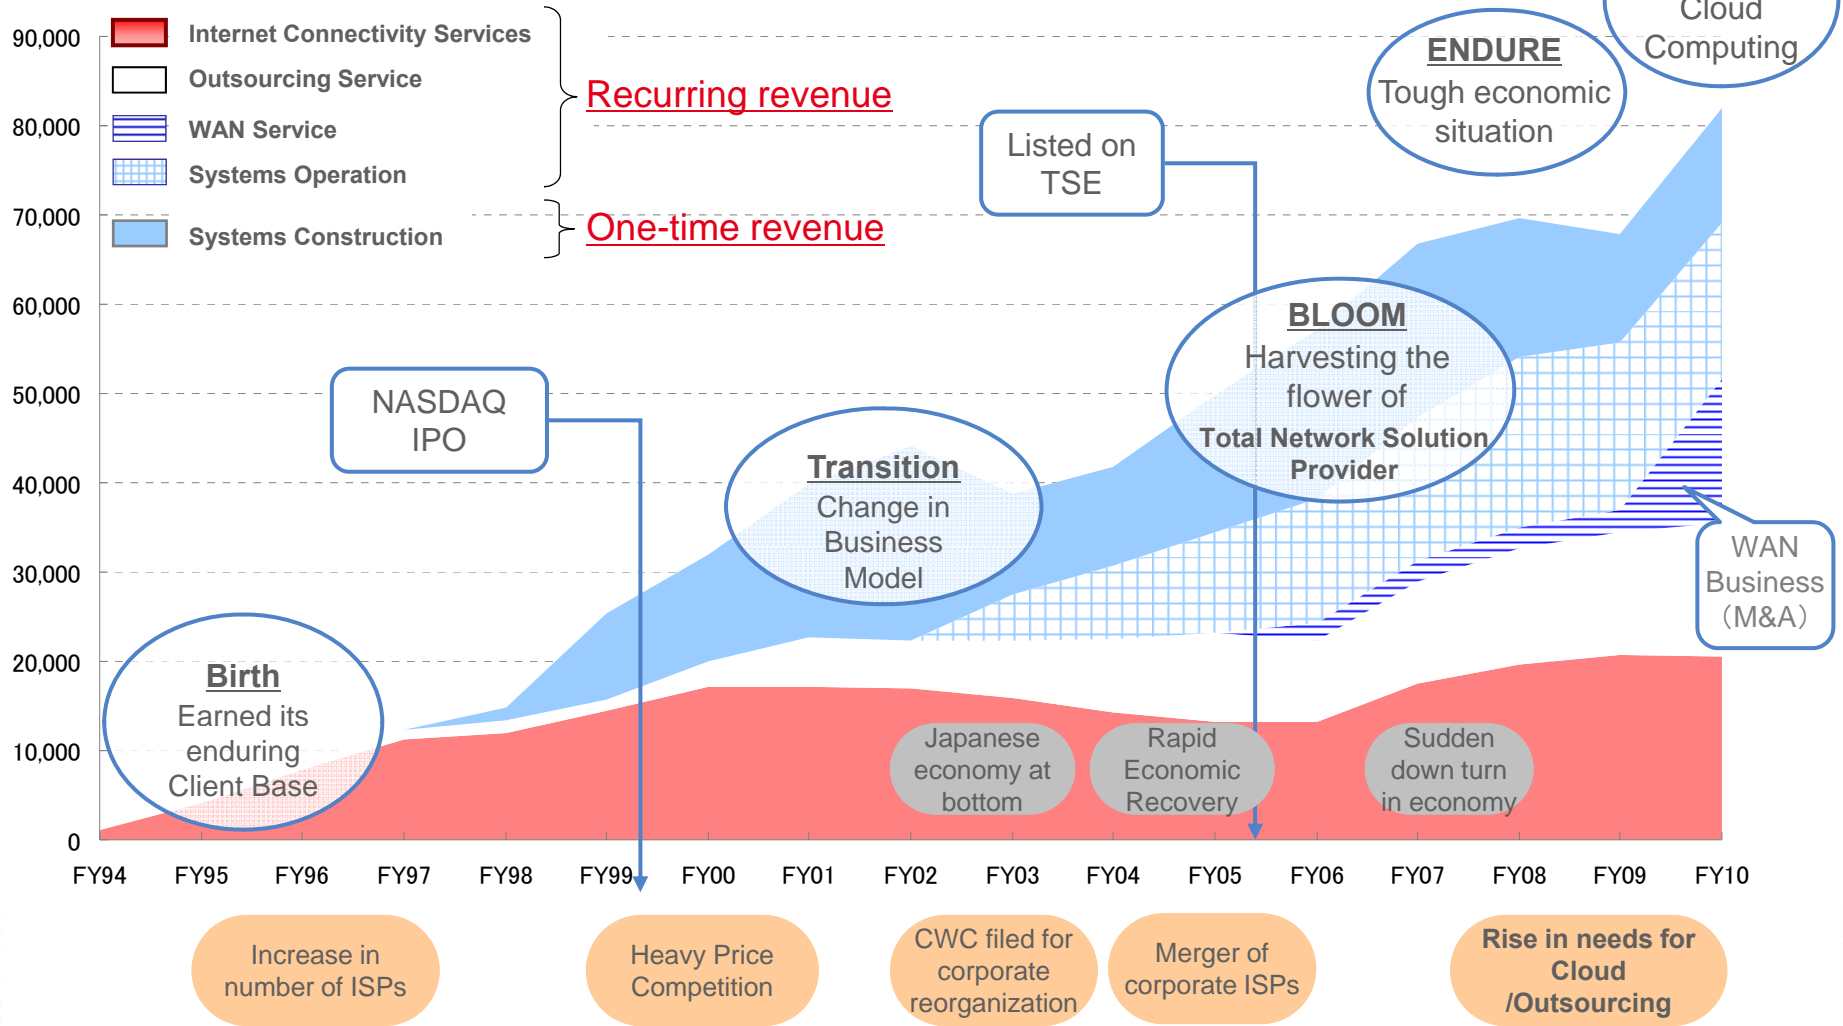 90,000
80,000
70,000
60,000
50,000
40,000
30,000
20,000
10,000
0
Internet Connectivity Services
Outsourcing Service
WAN Service
Systems Operation
Systems Construction
Recurring revenue
One-time revenue
Cloud
Computing
ENDURE
Tough economic
situation
Listed on
TSE
BLOOM
Harvesting the
flower of
Total Network Solution
Provider
NASDAQ
IPO
Transition
Change in
Business
Model
WAN
Business
（M&A）
Birth
Earned its
enduring
Client Base
Japanese
economy at
bottom
Rapid
Economic
Recovery
Sudden
down turn
in economy
FY94
FY95
FY96
FY97
FY98
FY99
FY00
FY01
FY02
FY03
FY04
FY05
FY06
FY07
FY08
FY09
FY10
Increase in
number of ISPs
Heavy Price
Competition
CWC filed for
corporate
reorganization
Merger of
corporate ISPs
Rise in needs for
Cloud
/Outsourcing